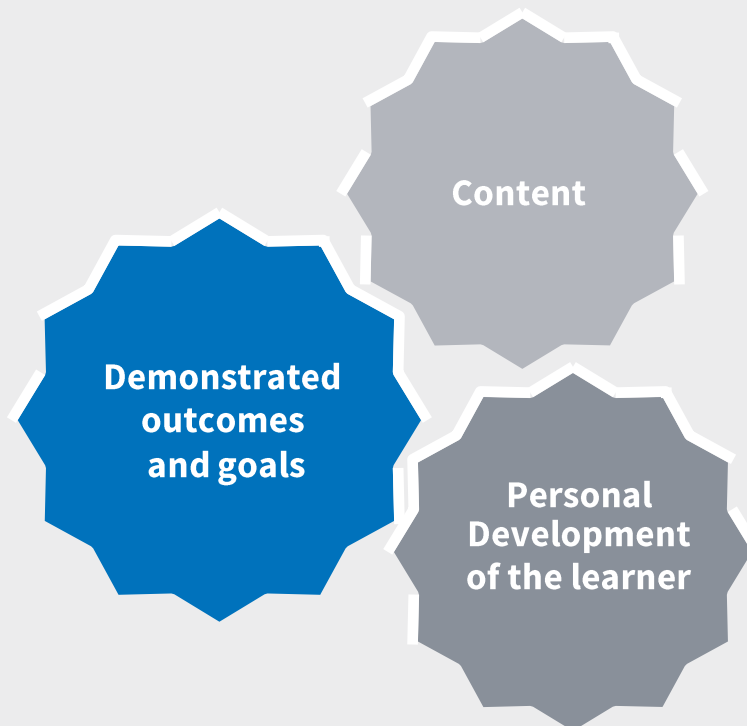 Content
Demonstrated
outcomes
and goals
Personal
Development
of the learner